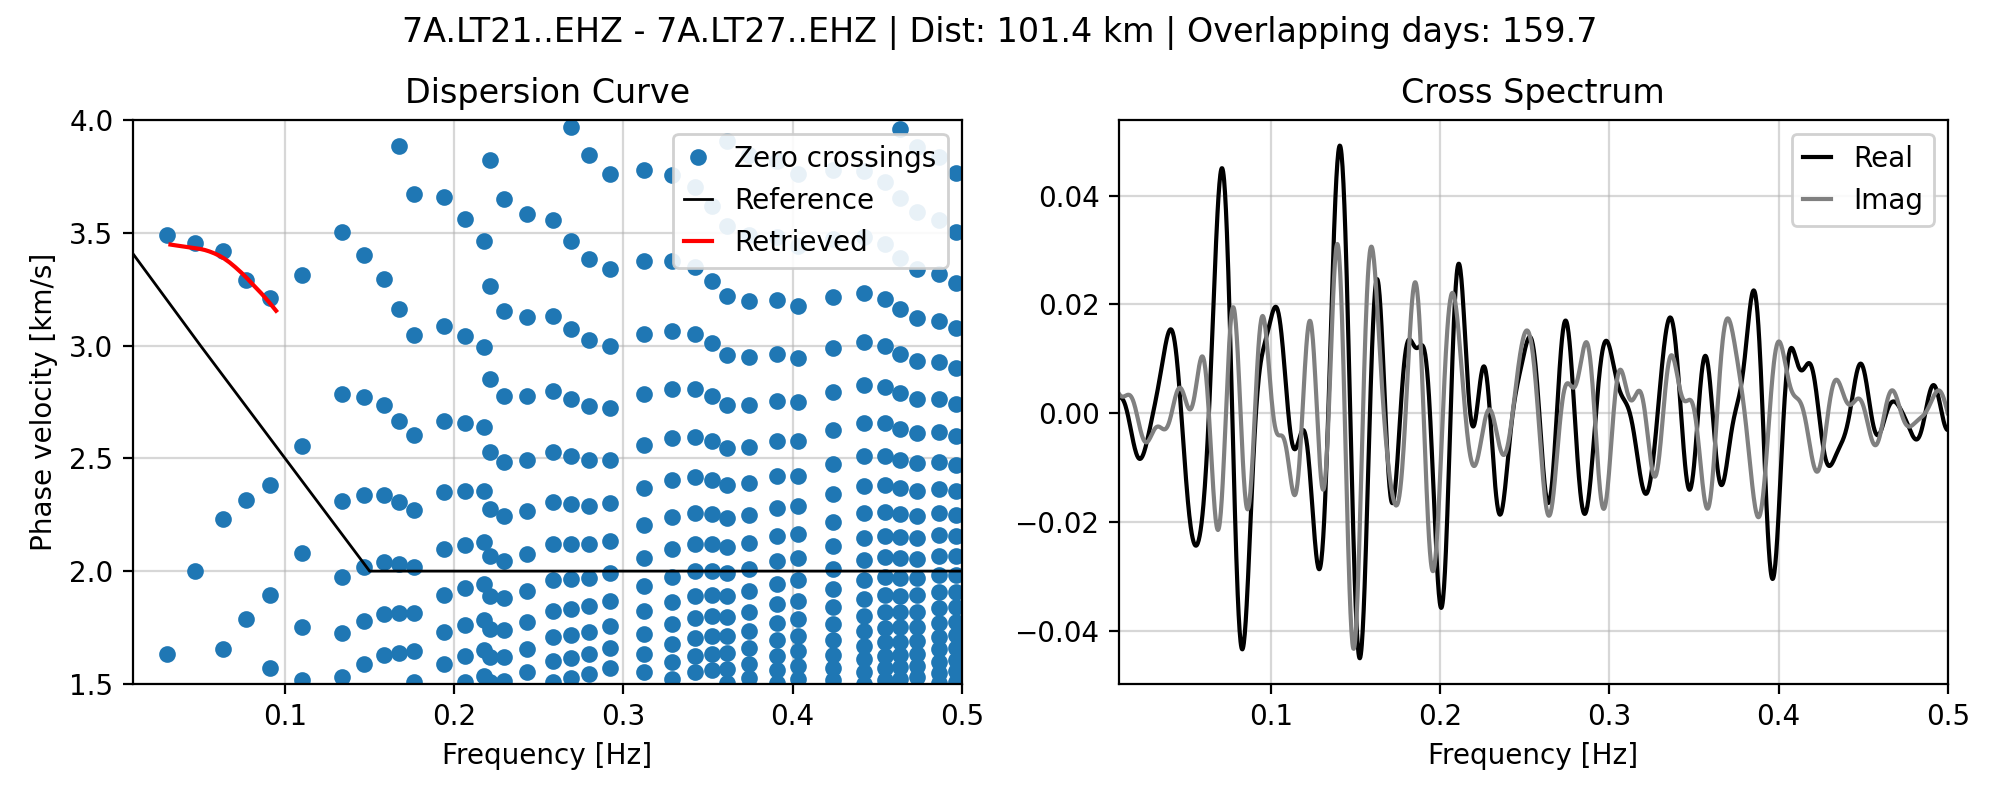 7A.LT21..EHZ - 7A.LT27..EHZ | Dist: 101.4 km | Overlapping days: 159.7
Dispersion Curve
Phase velocity [km/s]
4.0
3.5
3.0
2.5
2.0
1.5
Zero crossings
Reference
Retrieved
0.1
0.2
0.3
0.4
0.5
Frequency [Hz]
Cross Spectrum
0.04
0.02
0.00
−0.02
−0.04
Real
Imag
0.1
0.2
0.3
0.4
0.5
Frequency [Hz]